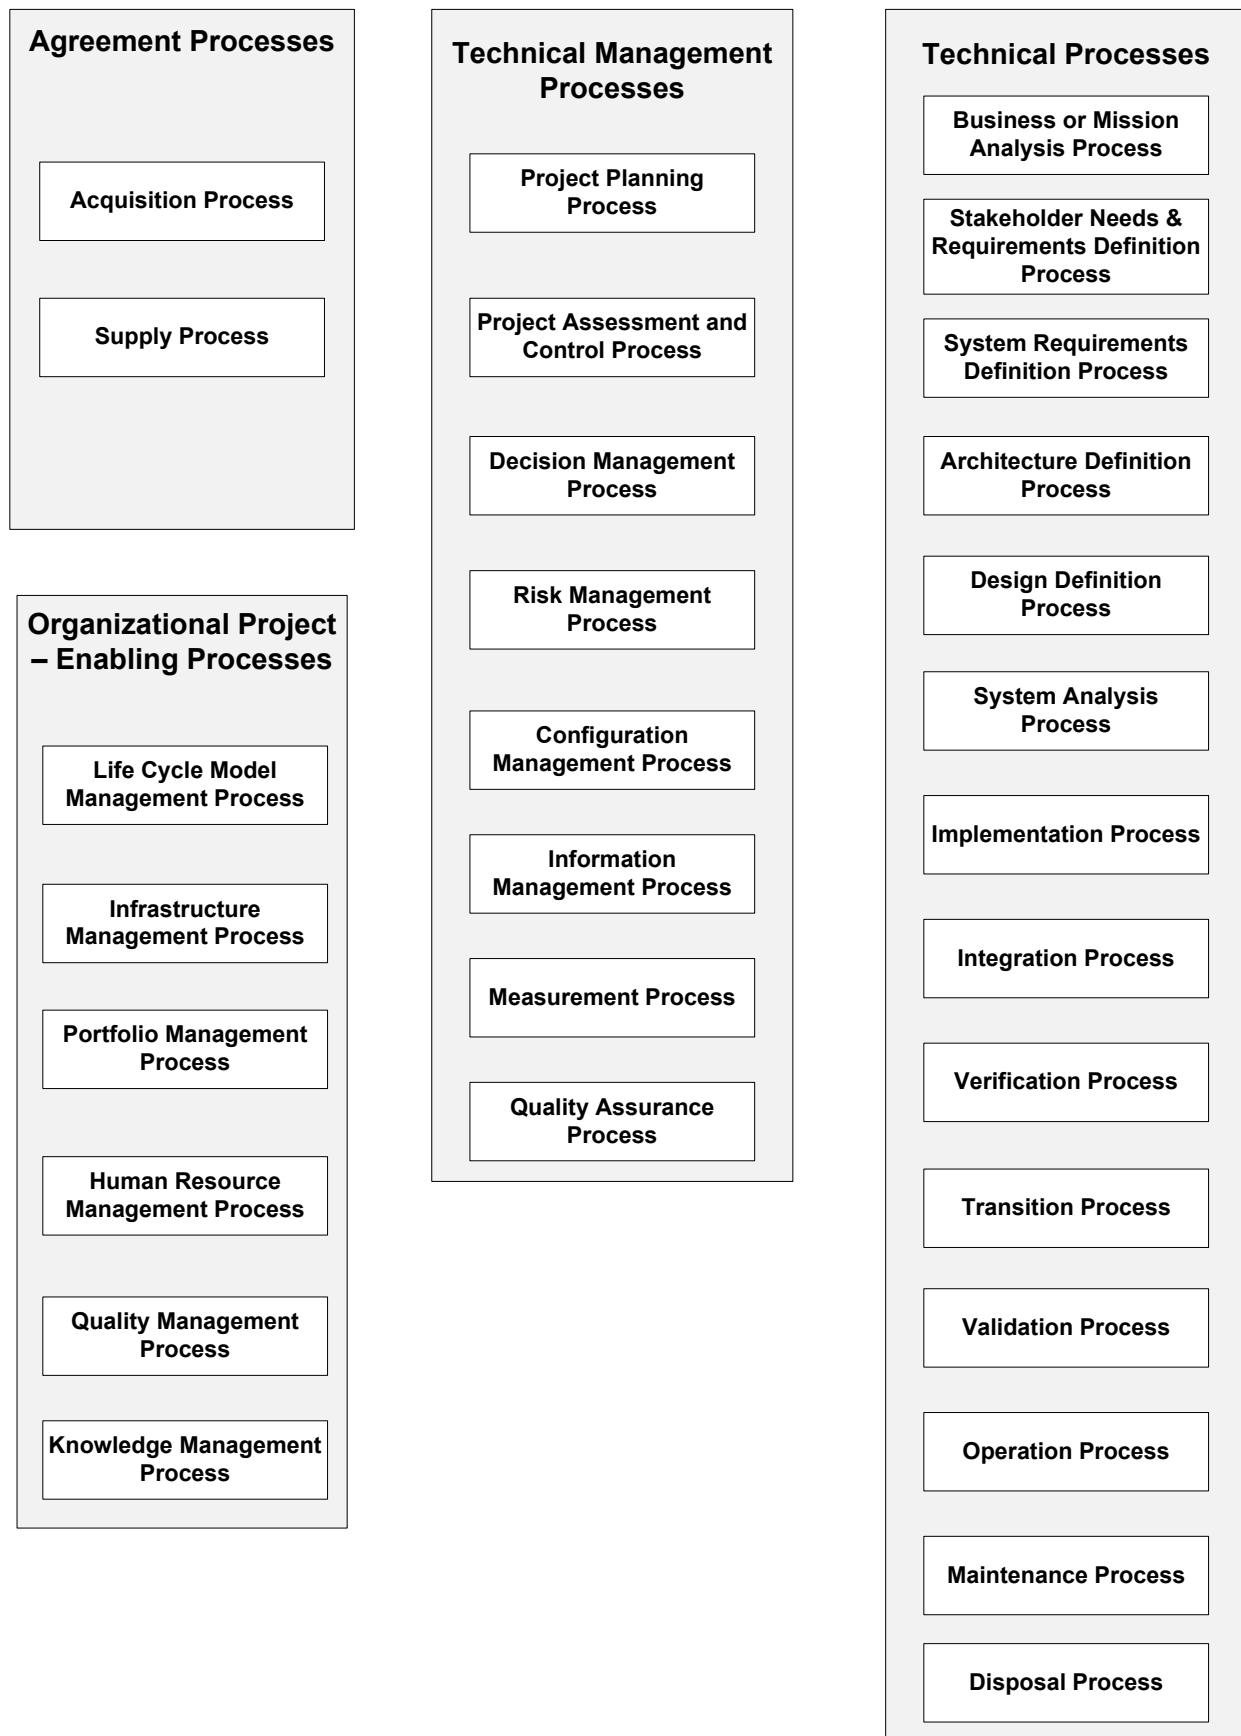 Agreement Processes
Acquisition Process
Supply Process
Organizational Project
– Enabling Processes
Life Cycle Model
Management Process
Infrastructure
Management Process
Portfolio Management
Process
Human Resource
Management Process
Quality Management
Process
Knowledge Management
Process
Technical Management
Processes
Project Planning
Process
Project Assessment and
Control Process
Decision Management
Process
Risk Management
Process
Configuration
Management Process
Information
Management Process
Measurement Process
Quality Assurance
Process
Technical Processes
Business or Mission
Analysis Process
Stakeholder Needs &
Requirements Definition
Process
System Requirements
Definition Process
Architecture Definition
Process
Design Definition
Process
System Analysis
Process
Implementation Process
Integration Process
Verification Process
Transition Process
Validation Process
Operation Process
Maintenance Process
Disposal Process